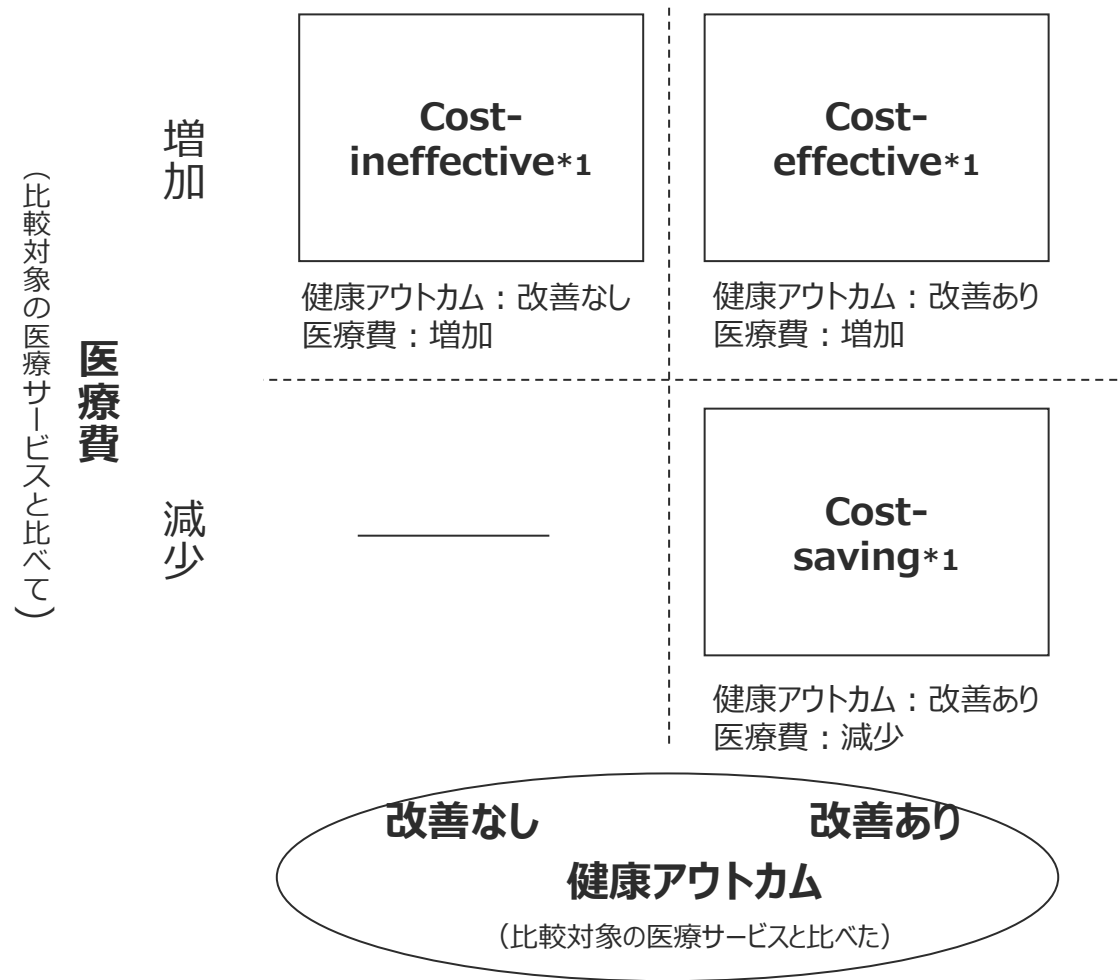 (比較対象の医療サービスと比べて)
医療費
増加
Cost-
ineffective*1
健康アウトカム：改善なし
医療費：増加
Cost-
effective*1
健康アウトカム：改善あり
医療費：増加
減少
Cost-
saving*1
健康アウトカム：改善あり
医療費：減少
改善なし
改善あり
健康アウトカム
（比較対象の医療サービスと比べた）